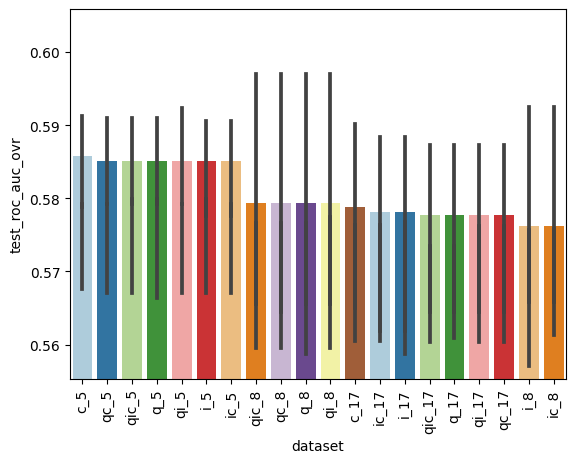 0.60
0.59
0.58
0.57
0.56
test_roc_auc_ovr
c_5
qc_5
qic_5
q_5
qi_5
i_5
ic_5
qic_8
qc_8
q_8
qi_8
c_17
ic_17
i_17
qic_17
q_17
qi_17
qc_17
i_8
ic_8
dataset